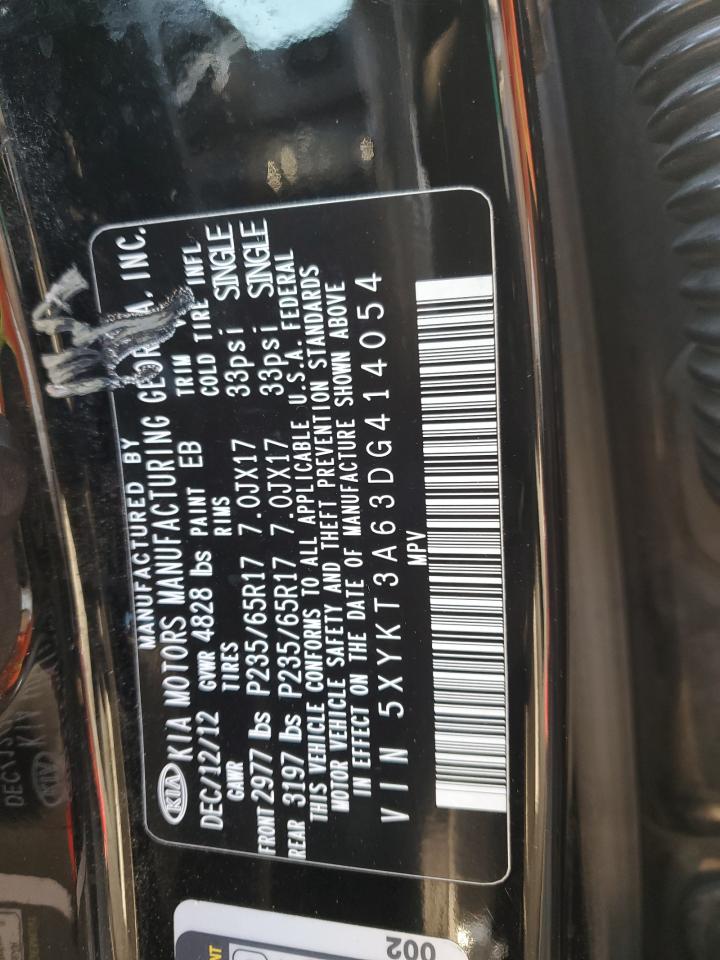 MANUFACTURED BY
KIA KIA MOTORS MANUFACTURING GEORGIA, INC.
DEC/12/12 GVWR 4828 lbs PAINT EB TRIM
GAWR TIRES RIMS COLD TIRE INFL
FRONT 2977 lbs P235/65R17 7.0JX17 33psi SINGLE
REAR 3197 lbs P235/65R17 7.0JX17 33psi SINGLE
THIS VEHICLE CONFORMS TO ALL APPLICABLE U.S.A. FEDERAL
MOTOR VEHICLE SAFETY AND THEFT PREVENTION STANDARDS
IN EFFECT ON THE DATE OF MANUFACTURE SHOWN ABOVE
VIN 5XYKT3A63DG414054
MPV
002